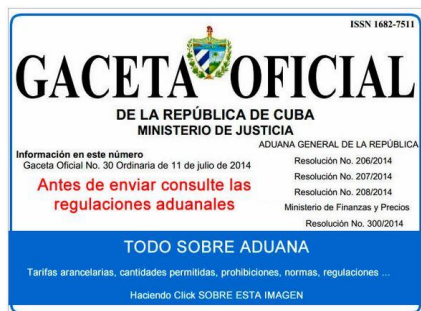 ISSN 1682-7511
GACETA OFICIAL
DE LA REPÚBLICA DE CUBA
MINISTERIO DE JUSTICIA
ADUANA GENERAL DE LA REPÚBLICA
Información en este número
Gaceta Oficial No. 30 Ordinaria de 11 de julio de 2014
Resolución No. 206/2014
Resolución No. 207/2014
Resolución No. 208/2014
Ministerio de Finanzas y Precios
Resolución No. 300/2014
Antes de enviar consulte las
regulaciones aduanales
TODO SOBRE ADUANA
Tarifas arancelarias, cantidades permitidas, prohibiciones, normas, regulaciones ...
Haciendo Click SOBRE ESTA IMAGEN